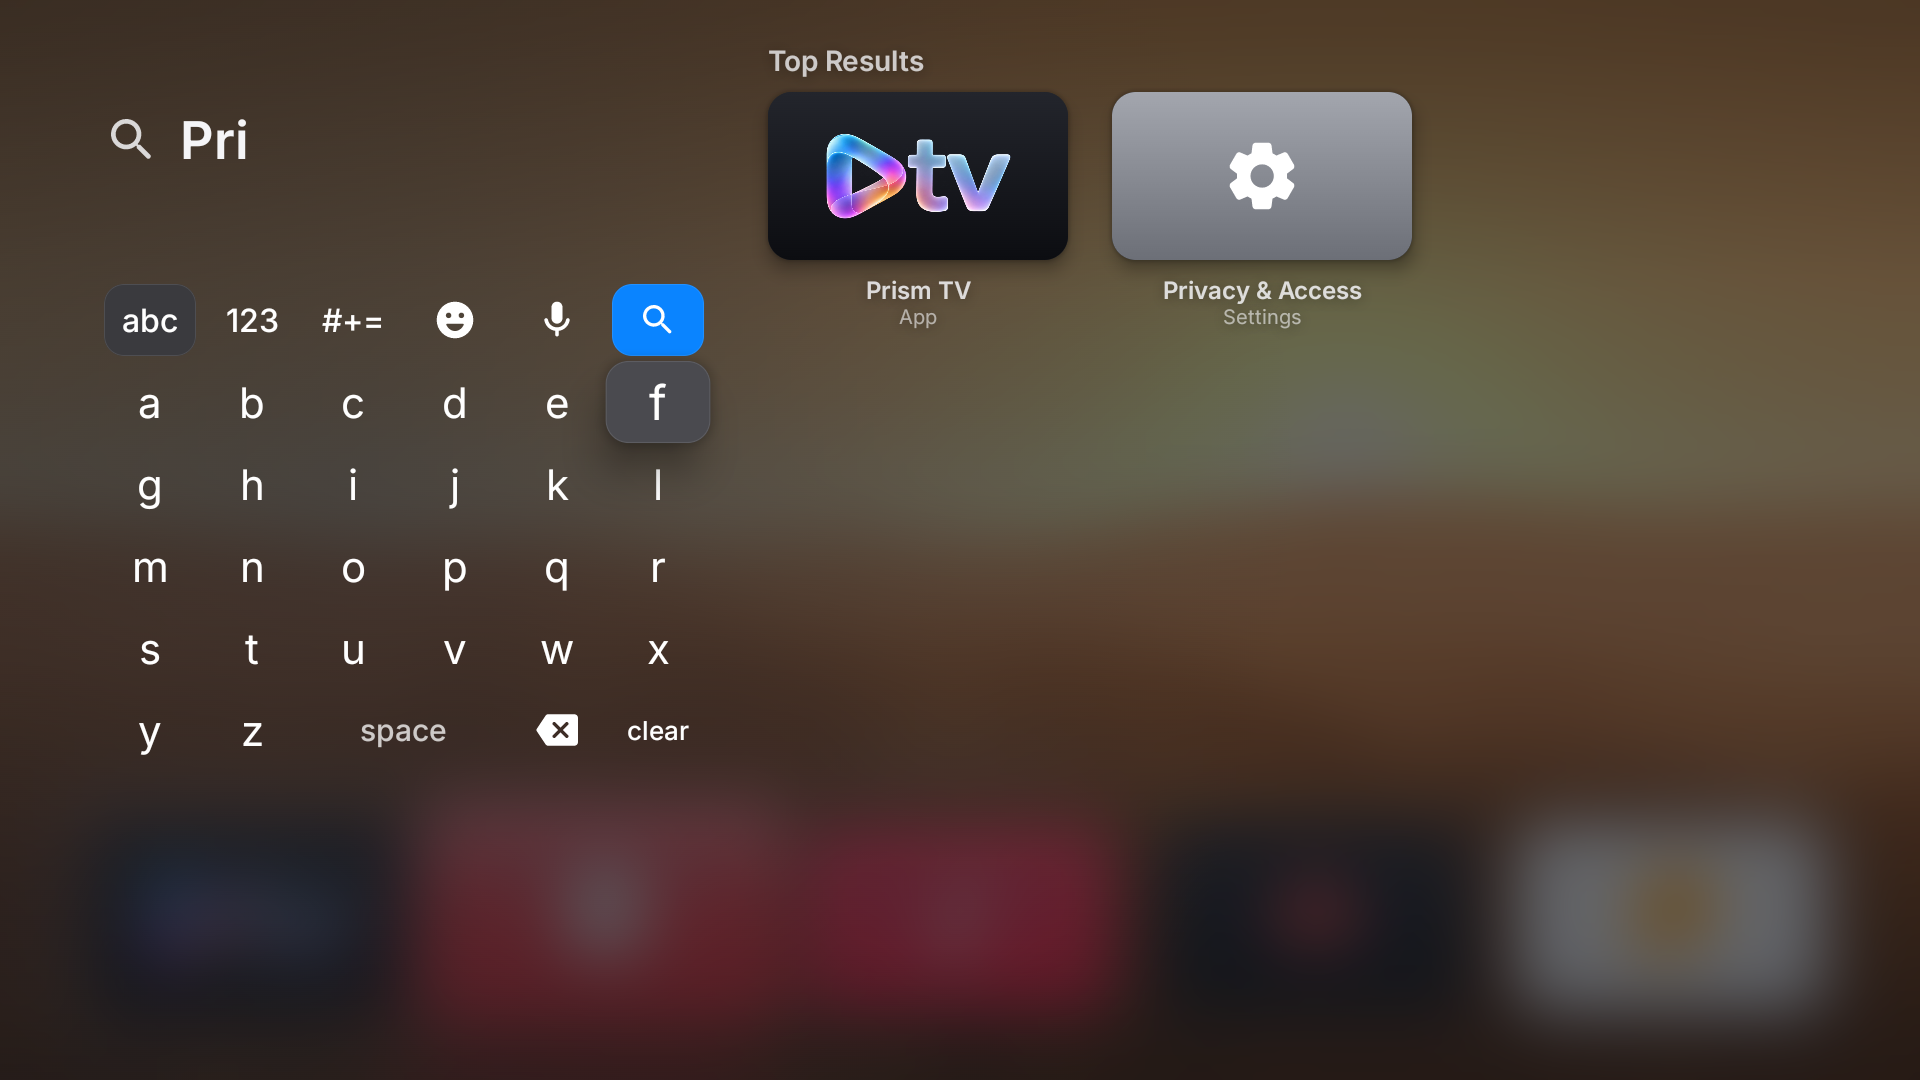 Pri
abc 123 #+=
a b c d e f
g h i j k l
m n o p q r
s t u v w x
y z space clear
Top Results
tv
Prism TV
App
Privacy & Access
Settings